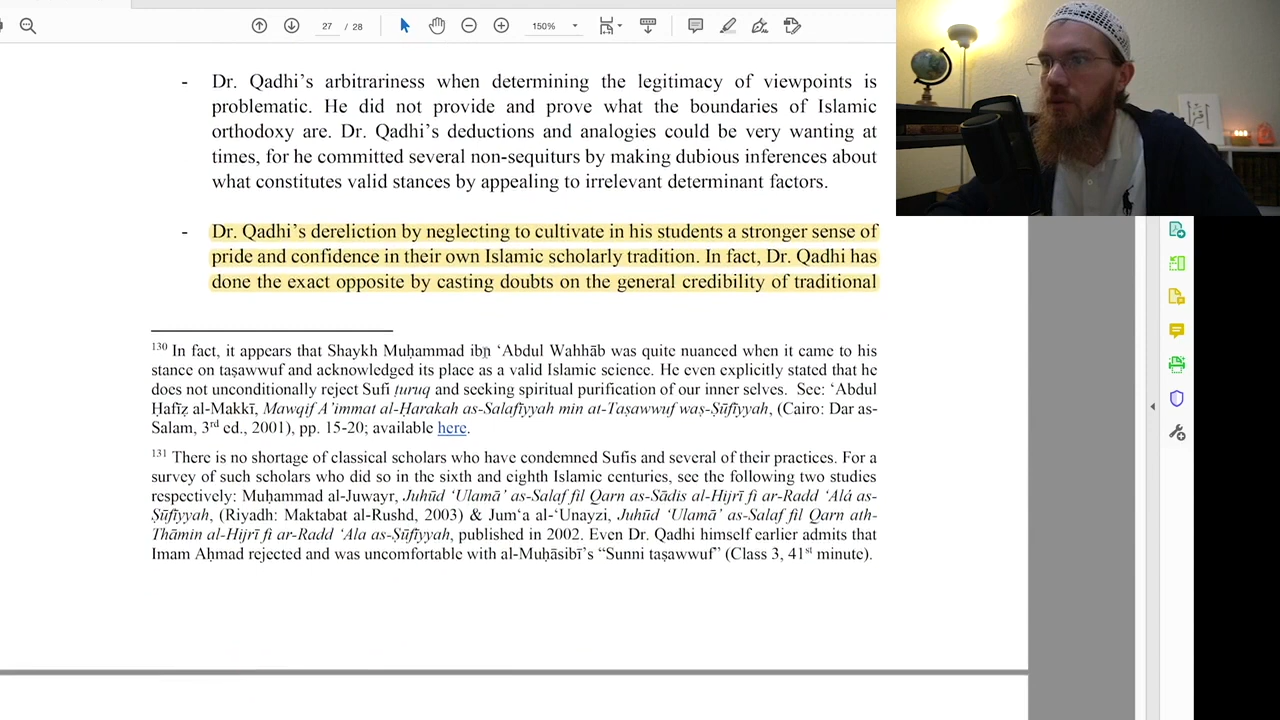 27 / 28
150%
- Dr. Qadhi's arbitrariness when determining the legitimacy of viewpoints is
problematic. He did not provide and prove what the boundaries of Islamic
orthodoxy are. Dr. Qadhi's deductions and analogies could be very wanting at
times, for he committed several non-sequiturs by making dubious inferences about
what constitutes valid stances by appealing to irrelevant determinant factors.
- Dr. Qadhi's dereliction by neglecting to cultivate in his students a stronger sense of
pride and confidence in their own Islamic scholarly tradition. In fact, Dr. Qadhi has
done the exact opposite by casting doubts on the general credibility of traditional
130 In fact, it appears that Shaykh Muḥammad ibn ‘Abdul Wahhāb was quite nuanced when it came to his
stance on taṣawwuf and acknowledged its place as a valid Islamic science. He even explicitly stated that he
does not unconditionally reject Sufi ṭuruq and seeking spiritual purification of our inner selves. See: ‘Abdul
Ḥafīẓ al-Makkī, Mawqif A’immat al-Ḥarakah as-Salafiyyah min at-Taṣawwuf waṣ-Ṣūfiyyah, (Cairo: Dar as-
Salam, 3rd ed., 2001), pp. 15-20; available here.
131 There is no shortage of classical scholars who have condemned Sufis and several of their practices. For a
survey of such scholars who did so in the sixth and eighth Islamic centuries, see the following two studies
respectively: Muḥammad al-Juwayr, Juhūd ‘Ulamā’ as-Salaf fil Qarn as-Sādis al-Hijrī fi ar-Radd ‘Alá as-
Ṣūfiyyah, (Riyadh: Maktabat al-Rushd, 2003) & Jum‘a al-‘Unayzi, Juhūd ‘Ulamā’ as-Salaf fil Qarn ath-
Thāmin al-Hijrī fi ar-Radd ‘Ala as-Ṣūfiyyah, published in 2002. Even Dr. Qadhi himself earlier admits that
Imam Aḥmad rejected and was uncomfortable with al-Muḥāsibī’s “Sunni taṣawwuf” (Class 3, 41st minute).